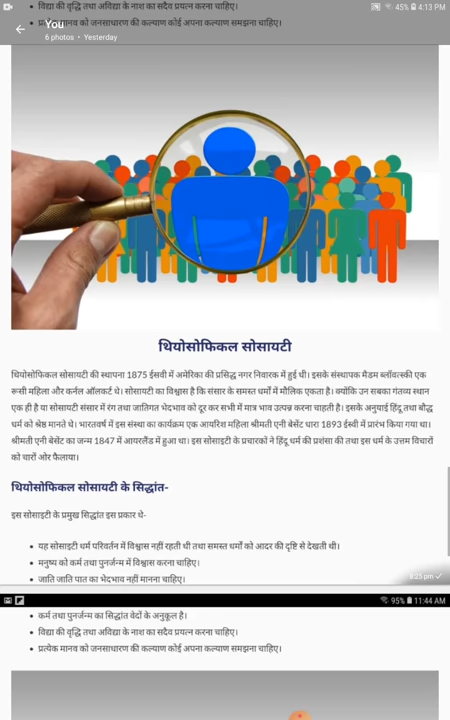 विद्या की वृद्धि तथा अविद्या के नाश का सदैव प्रयत्न करना चाहिए।
45% 4:13 PM
You
मानव को जनसाधारण की कल्याण कोई अपना कल्याण समझना चाहिए।
6 photos • Yesterday
थियोसोफिकल सोसायटी
थियोसोफिकल सोसायटी की स्थापना 1875 ईसवी में अमेरिका की प्रसिद्ध नगर निवारक में हुई थी। इसके संस्थापक मैडम ब्लॉवत्स्की एक
रूसी महिला और कर्नल ऑलकर्ट थे। सोसायटी का विश्वास है कि संसार के समस्त धर्मों में मौलिक एकता है। क्योंकि उन सबका गंतव्य स्थान
एक ही है या सोसायटी संसार में रंग तथा जातिगत भेदभाव को दूर कर सभी में मात्र भाव उत्पन्न करना चाहती है। इसके अनुयाई हिंदू तथा बौद्ध
धर्म को श्रेष्ठ मानते थे। भारतवर्ष में इस संस्था का कार्यक्रम एक आयरिश महिला श्रीमती एनी बेसेंट द्वारा 1893 ईस्वी में प्रारंभ किया गया था।
श्रीमती एनी बेसेंट का जन्म 1847 में आयरलैंड में हुआ था। इस सोसाइटी के प्रचारकों ने हिंदू धर्म की प्रशंसा की तथा इस धर्म के उत्तम विचारों
को चारों ओर फैलाया।
थियोसोफिकल सोसायटी के सिद्धांत-
इस सोसाइटी के प्रमुख सिद्धांत इस प्रकार थे-
• यह सोसाइटी धर्म परिवर्तन में विश्वास नहीं रहती थी तथा समस्त धर्मों को आदर की दृष्टि से देखती थी।
• मनुष्य को कर्म तथा पुनर्जन्म में विश्वास करना चाहिए।
• जाति जाति पात का भेदभाव नहीं मानना चाहिए।
8:25 pm
95% 11:44 AM
• कर्म तथा पुनर्जन्म का सिद्धांत वेदों के अनुकूल है।
• विद्या की वृद्धि तथा अविद्या के नाश का सदैव प्रयत्न करना चाहिए।
• प्रत्येक मानव को जनसाधारण की कल्याण कोई अपना कल्याण समझना चाहिए।